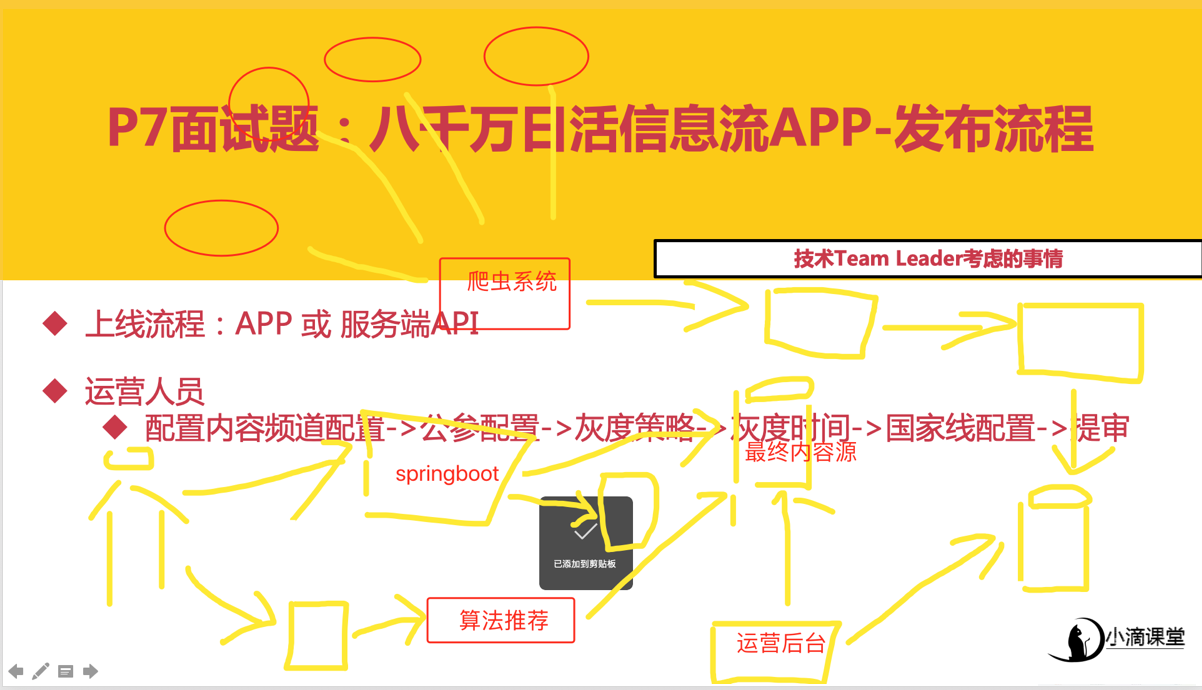 P7面试题：八千万日活信息流APP-发布流程
技术Team Leader考虑的事情
爬虫系统
上线流程：APP 或 服务端API
运营人员
配置内容频道配置->公参配置->灰度策略->灰度时间->国家线配置->提审
最终内容源
springboot
已添加到剪贴板
算法推荐
运营后台
小滴课堂